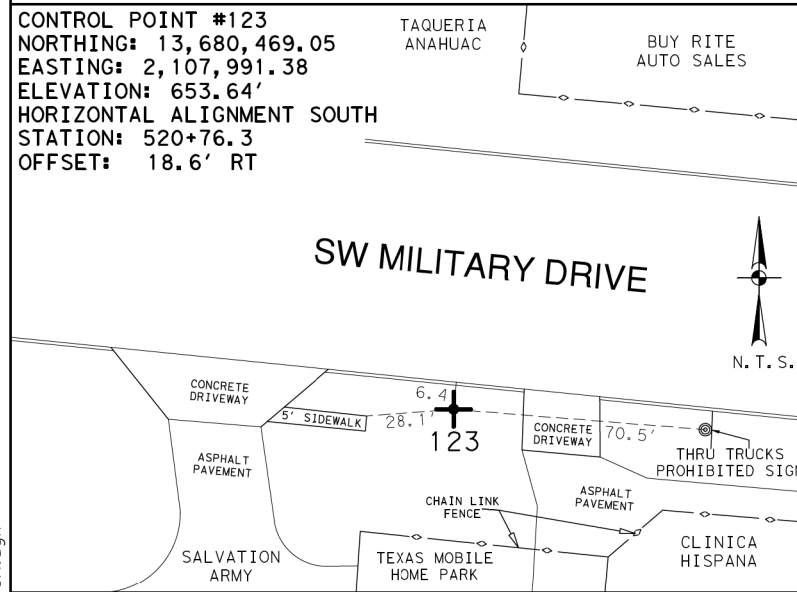 CONTROL POINT #123
NORTHING: 13,680,469.05
EASTING: 2,107,991.38
ELEVATION: 653.64'
HORIZONTAL ALIGNMENT SOUTH
STATION: 520+76.3
OFFSET: 18.6' RT
TAQUERIA
ANAHUAC
BUY RITE
AUTO SALES
SW MILITARY DRIVE
N.T.S.
CONCRETE
DRIVEWAY
5' SIDEWALK
6.4
28.1'
123
CONCRETE
DRIVEWAY
70.5'
THRU TRUCKS
PROHIBITED SIGN
ASPHALT
PAVEMENT
CHAIN LINK
FENCE
ASPHALT
PAVEMENT
SALVATION
ARMY
TEXAS MOBILE
HOME PARK
CLINICA
HISPANA